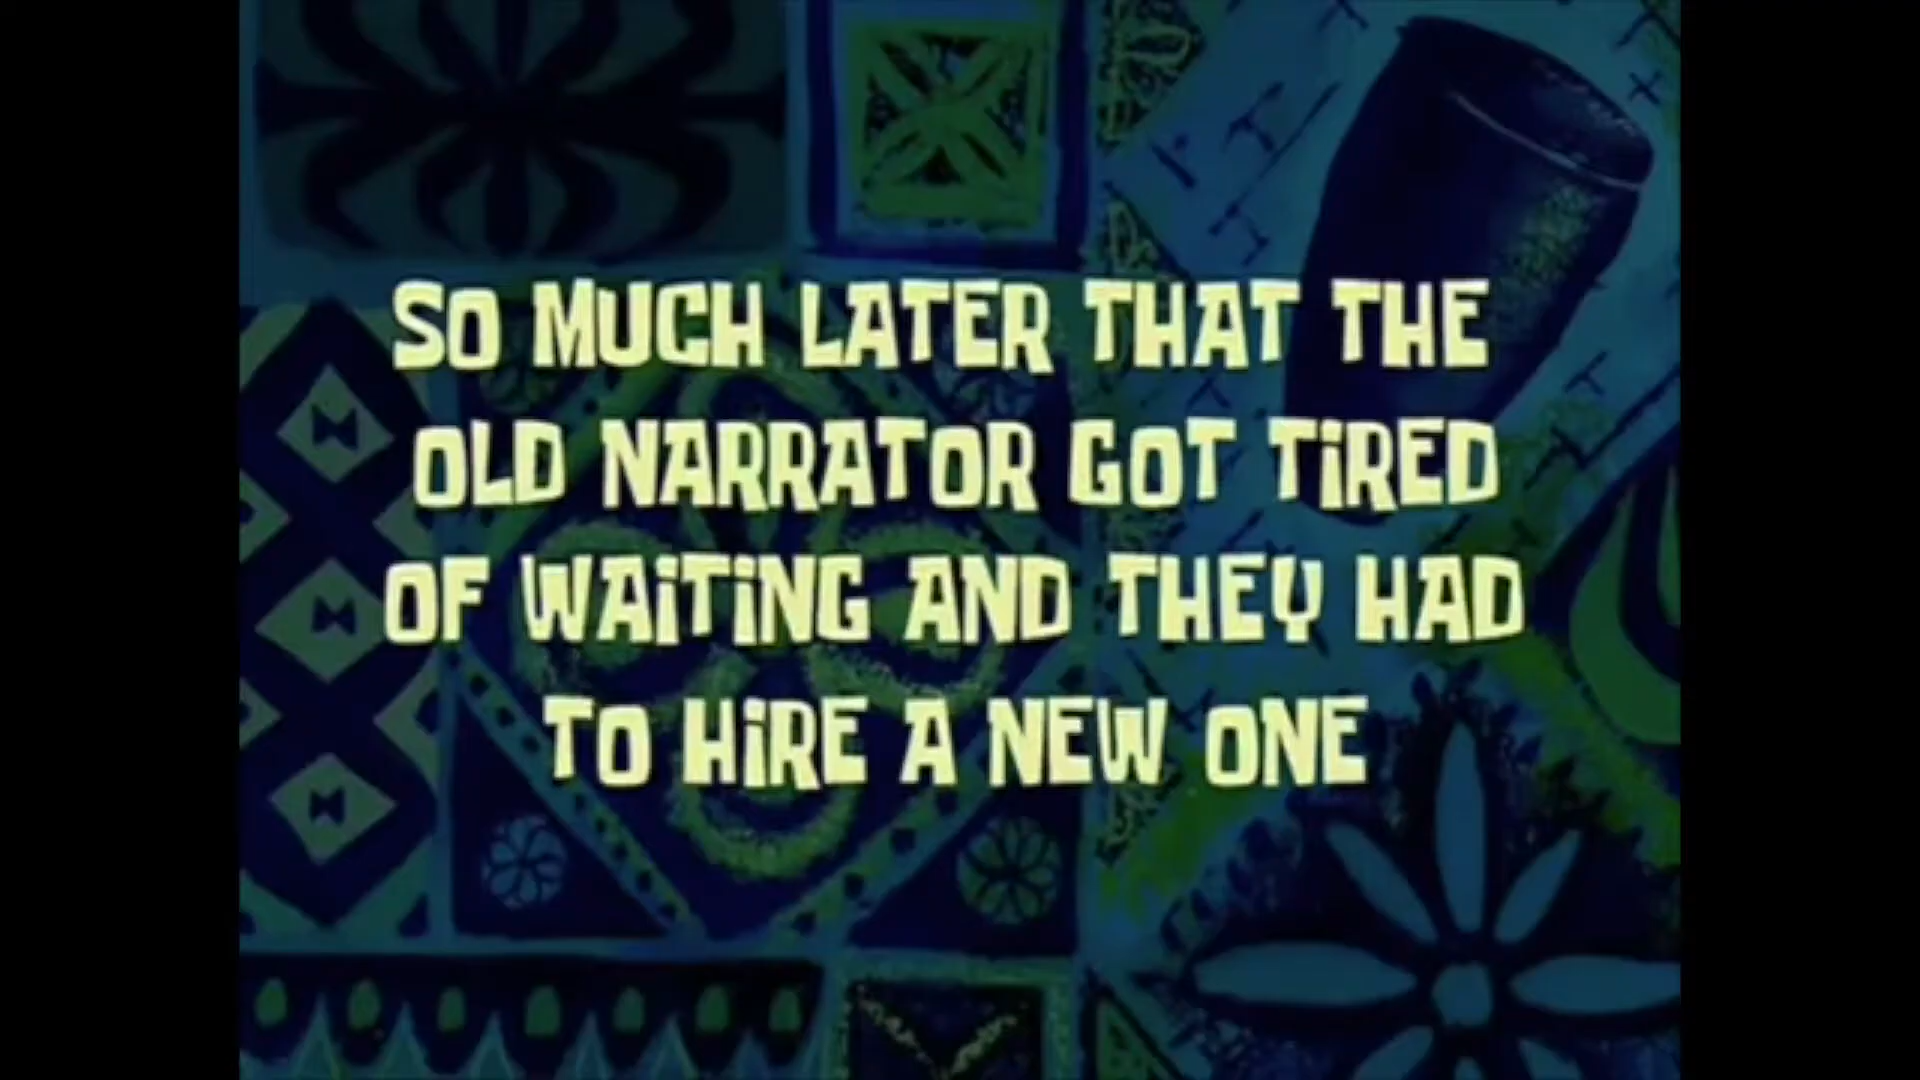 SO MUCH LATER THAT THE
OLD NARRATOR GOT TiRED
OF WAiTiNG AND THEY HAD
TO HiRE A NEW ONE